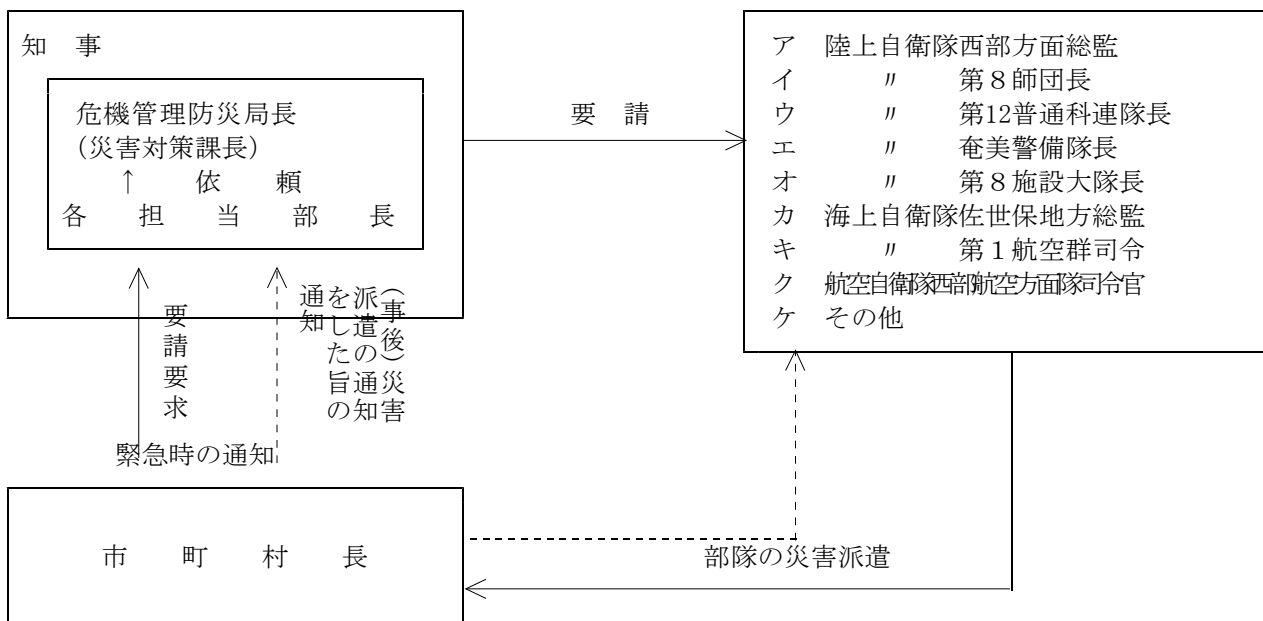 知　事
危機管理防災局長
(災害対策課長)
↑　依　頼
各　担　当　部　長
要　請
ア　陸上自衛隊西部方面総監
イ　〃　第８師団長
ウ　〃　第12普通科連隊長
エ　〃　奄美警備隊長
オ　〃　第８施設大隊長
カ　海上自衛隊佐世保地方総監
キ　〃　第１航空群司令
ク　航空自衛隊西部航空方面隊司令官
ケ　その他
要請要求
(事後)災害
派遣の通知
をした旨の
通知
緊急時の通知
市　町　村　長
部隊の災害派遣